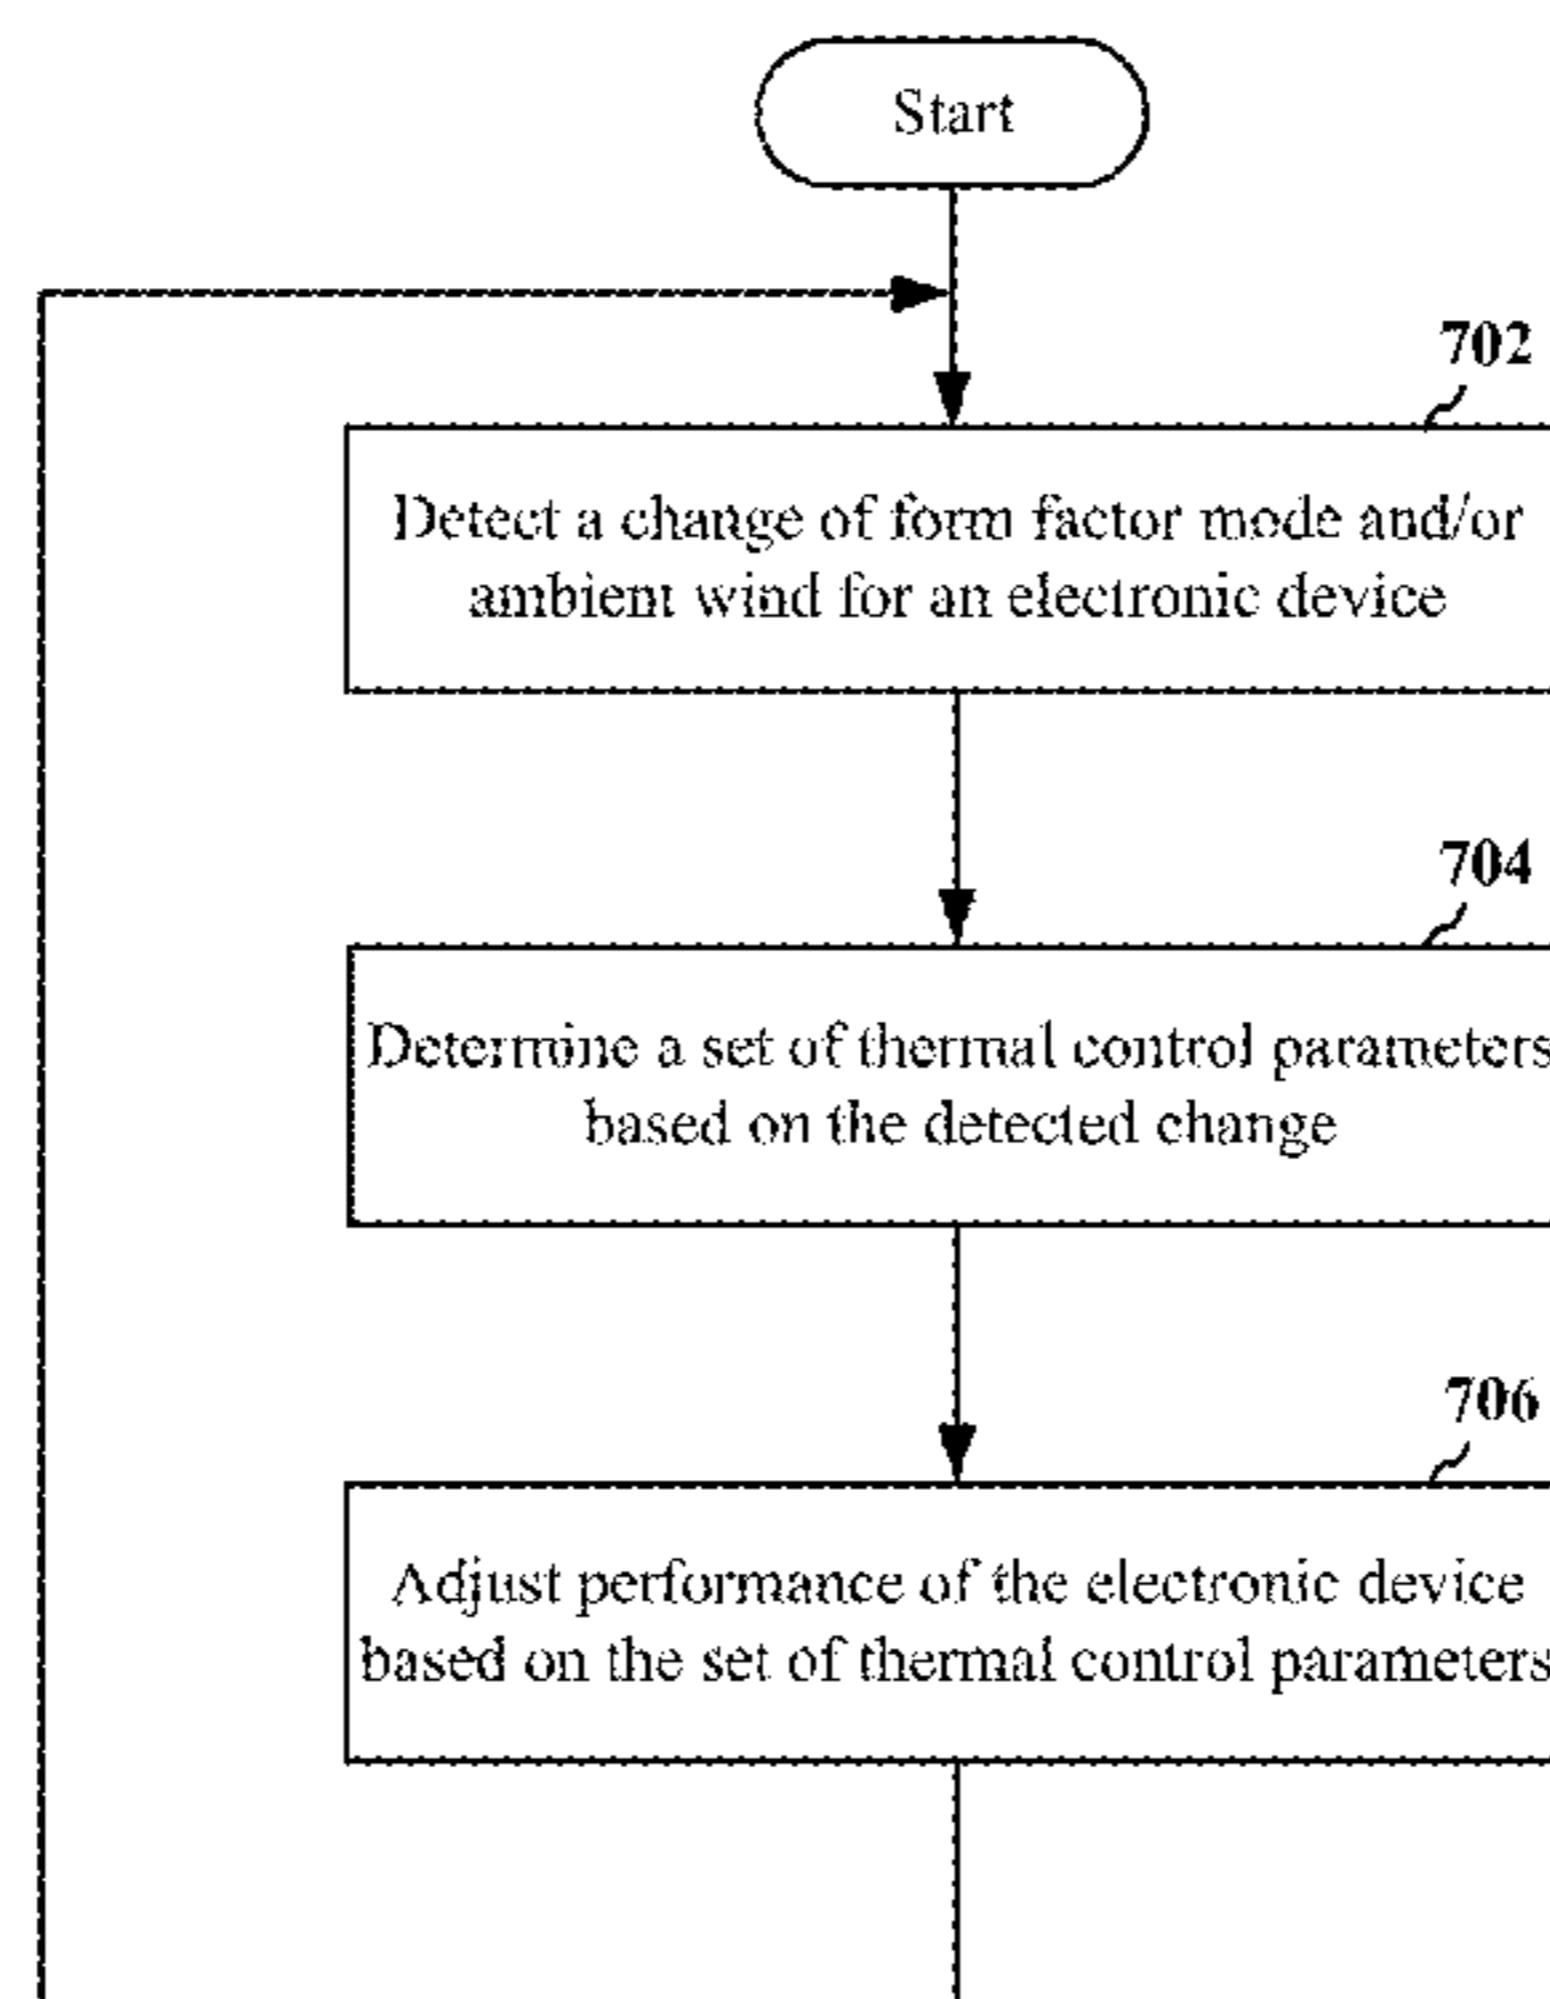 Start
702
Detect a change of form factor mode and/or
ambient wind for an electronic device
704
Determine a set of thermal control parameters
based on the detected change
706
Adjust performance of the electronic device
based on the set of thermal control parameters